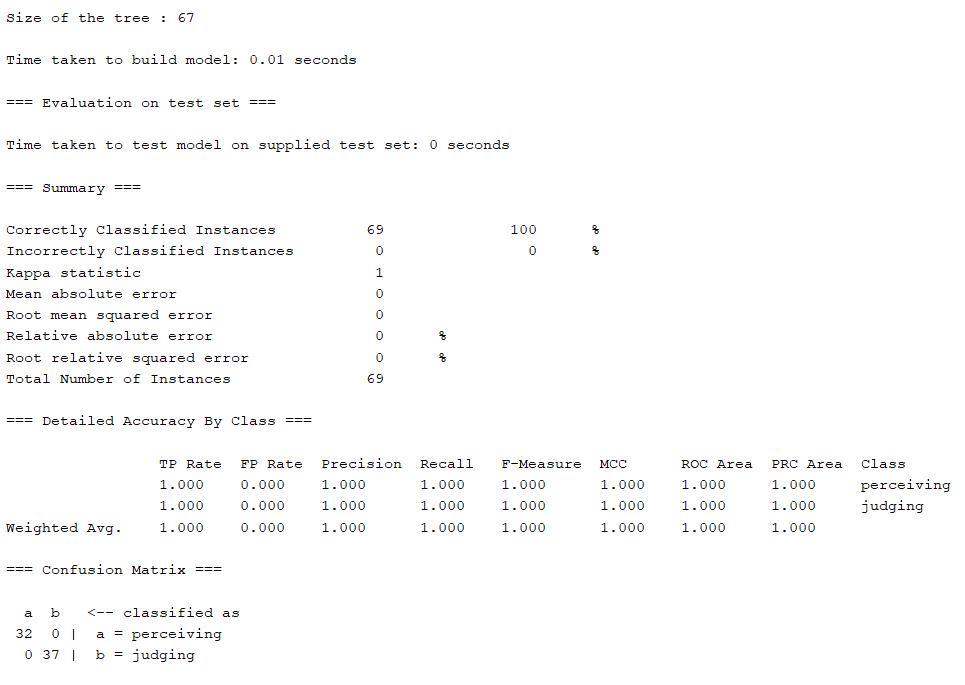 Size of the tree : 67
Time taken to build model: 0.01 seconds
=== Evaluation on test set ===
Time taken to test model on supplied test set: 0 seconds
=== Summary ===
Correctly Classified Instances 69 100 %
Incorrectly Classified Instances 0 0 %
Kappa statistic 1
Mean absolute error 0
Root mean squared error 0
Relative absolute error 0 %
Root relative squared error 0 %
Total Number of Instances 69
=== Detailed Accuracy By Class ===
TP Rate FP Rate Precision Recall F-Measure MCC ROC Area PRC Area Class
1.000 0.000 1.000 1.000 1.000 1.000 1.000 1.000 perceiving
1.000 0.000 1.000 1.000 1.000 1.000 1.000 1.000 judging
Weighted Avg. 1.000 0.000 1.000 1.000 1.000 1.000 1.000 1.000
=== Confusion Matrix ===
a b <-- classified as
32 0 | a = perceiving
0 37 | b = judging